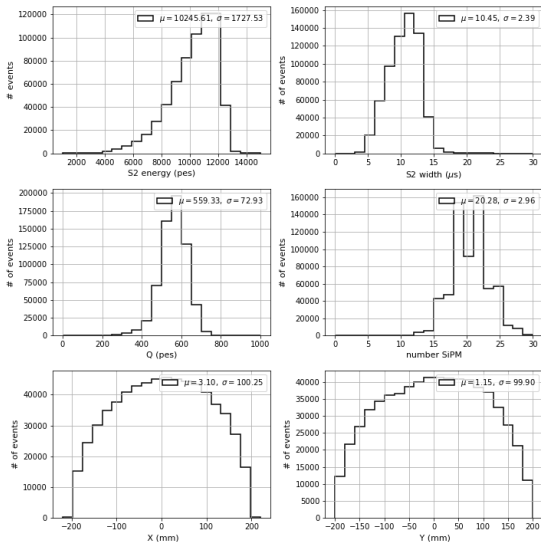 μ = 10245.61, σ = 1727.53
120000
100000
80000
60000
40000
20000
0
# events
2000 4000 6000 8000 10000 12000 14000
S2 energy (pes)
μ = 10.45, σ = 2.39
160000
140000
120000
100000
80000
60000
40000
20000
0
# of events
0 5 10 15 20 25 30
S2 width (μs)
μ = 559.33, σ = 72.93
200000
175000
150000
125000
100000
75000
50000
25000
0
# of events
0 200 400 600 800 1000
Q (pes)
μ = 20.28, σ = 2.96
160000
140000
120000
100000
80000
60000
40000
20000
0
# of events
0 5 10 15 20 25 30
number SiPM
μ = 3.10, σ = 100.25
40000
30000
20000
10000
0
# of events
−200 −100 0 100 200
X (mm)
μ = 1.15, σ = 99.90
40000
35000
30000
25000
20000
15000
10000
5000
0
# of events
−200 −150 −100 −50 0 50 100 150 200
Y (mm)